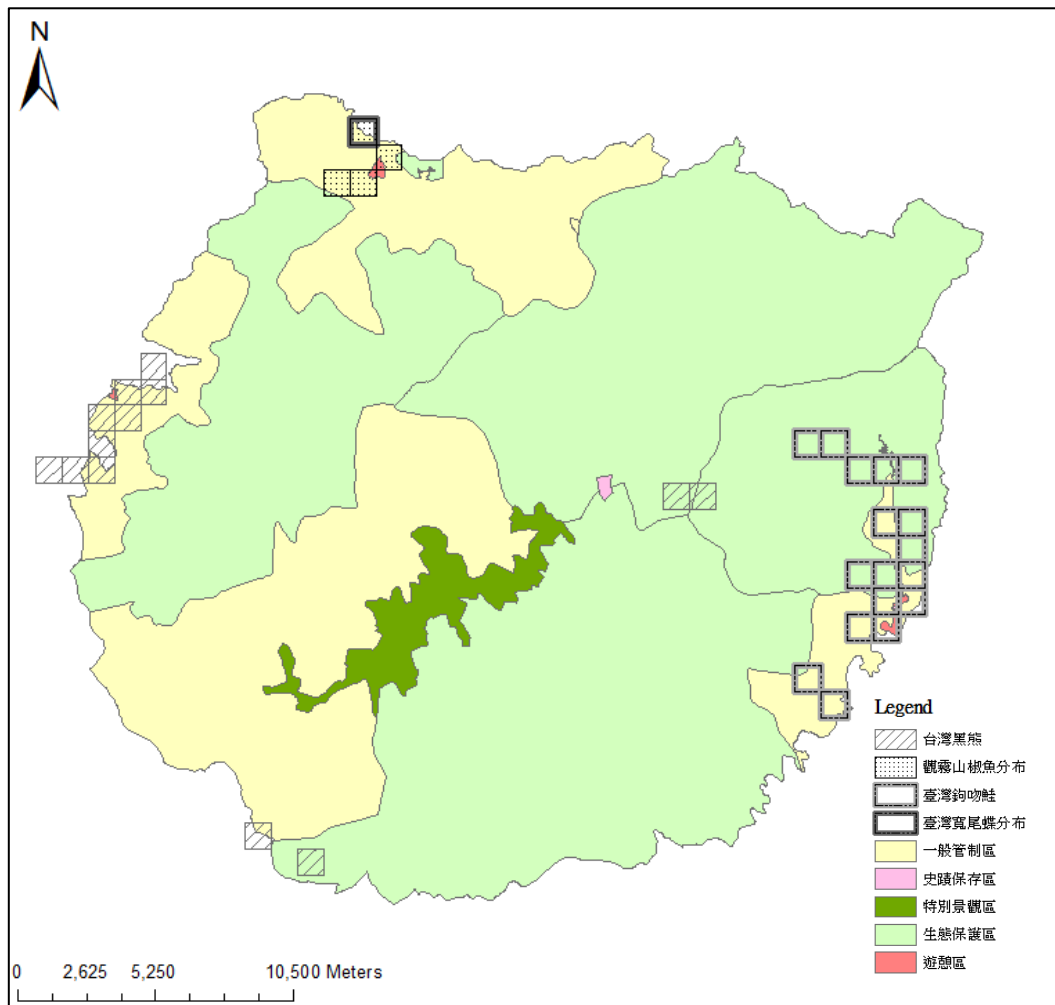 N
Legend
台灣黑熊
觀霧山椒魚分布
臺灣鉤吻鮭
臺灣寬尾蝶分布
一般管制區
史蹟保存區
特別景觀區
生態保護區
遊憩區
0 2,625 5,250 10,500 Meters